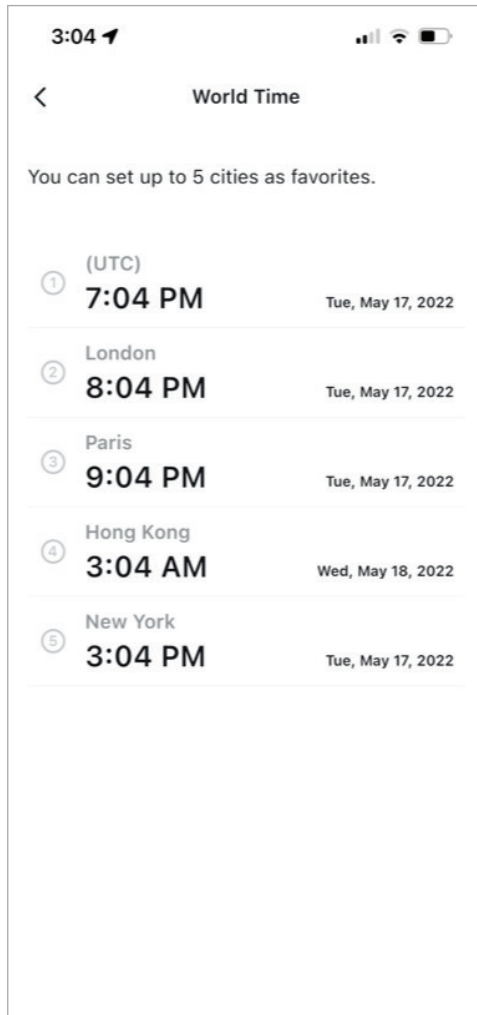 3:04
World Time
You can set up to 5 cities as favorites.
(UTC)
1 7:04 PM Tue, May 17, 2022
London
2 8:04 PM Tue, May 17, 2022
Paris
3 9:04 PM Tue, May 17, 2022
Hong Kong
4 3:04 AM Wed, May 18, 2022
New York
5 3:04 PM Tue, May 17, 2022